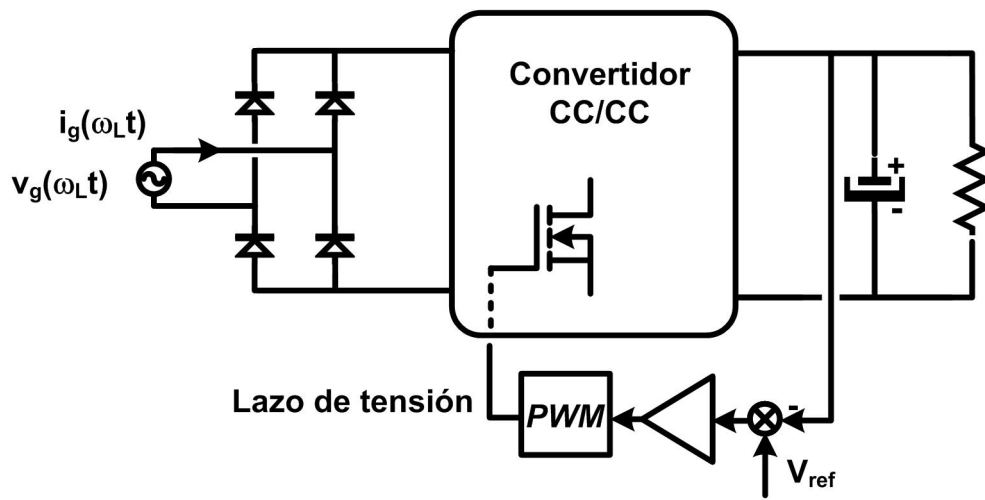 Convertidor
CC/CC
i_g(ω_Lt)
v_g(ω_Lt)
+
-
Lazo de tensión
PWM
-
V_ref